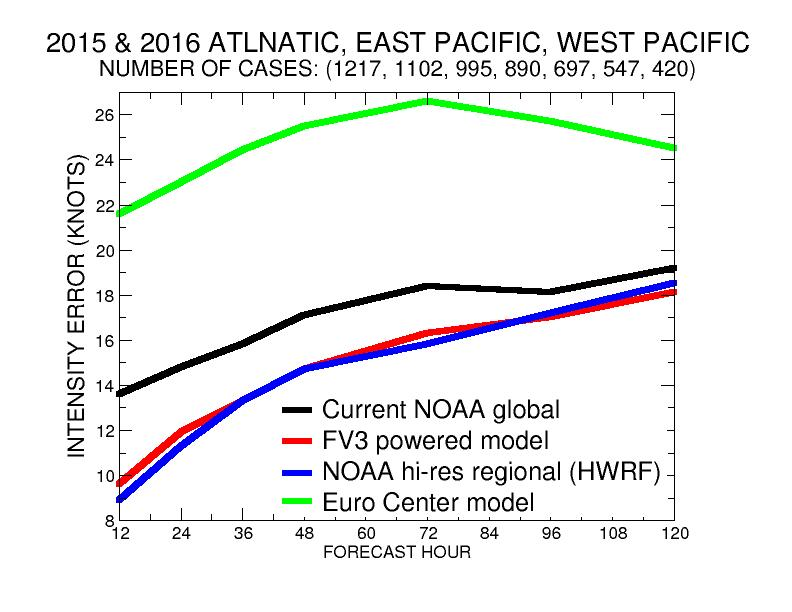 2015 & 2016 ATLNATIC, EAST PACIFIC, WEST PACIFIC
NUMBER OF CASES: (1217, 1102, 995, 890, 697, 547, 420)
INTENSITY ERROR (KNOTS)
26
24
22
20
18
16
14
12
10
8
Current NOAA global
FV3 powered model
NOAA hi-res regional (HWRF)
Euro Center model
12 24 36 48 60 72 84 96 108 120
FORECAST HOUR